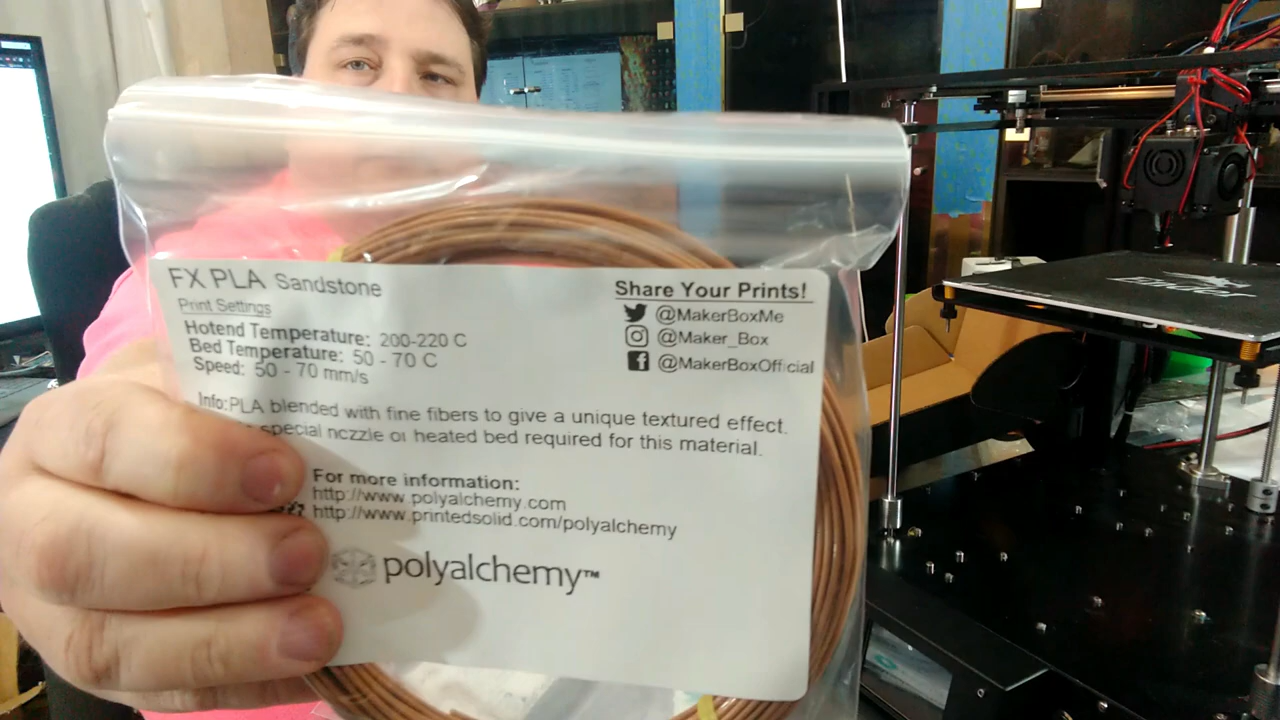 FX PLA Sandstone
Print Settings
Hotend Temperature: 200-220 C
Bed Temperature: 50 - 70 C
Speed: 50 - 70 mm/s
Share Your Prints!
@MakerBoxMe
@Maker_Box
@MakerBoxOfficial
Info:PLA blended with fine fibers to give a unique textured effect.
special nozzle or heated bed required for this material.
For more information:
http://www.polyalchemy.com
http://www.printedsolid.com/polyalchemy
polyalchemy™